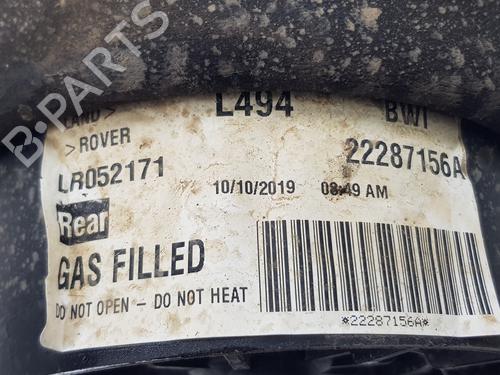 B-PARTS
LAND> L494 BWI
>ROVER 22287156A
LR052171 10/10/2019 08:49 AM
Rear
GAS FILLED
DO NOT OPEN - DO NOT HEAT
*22287156A*